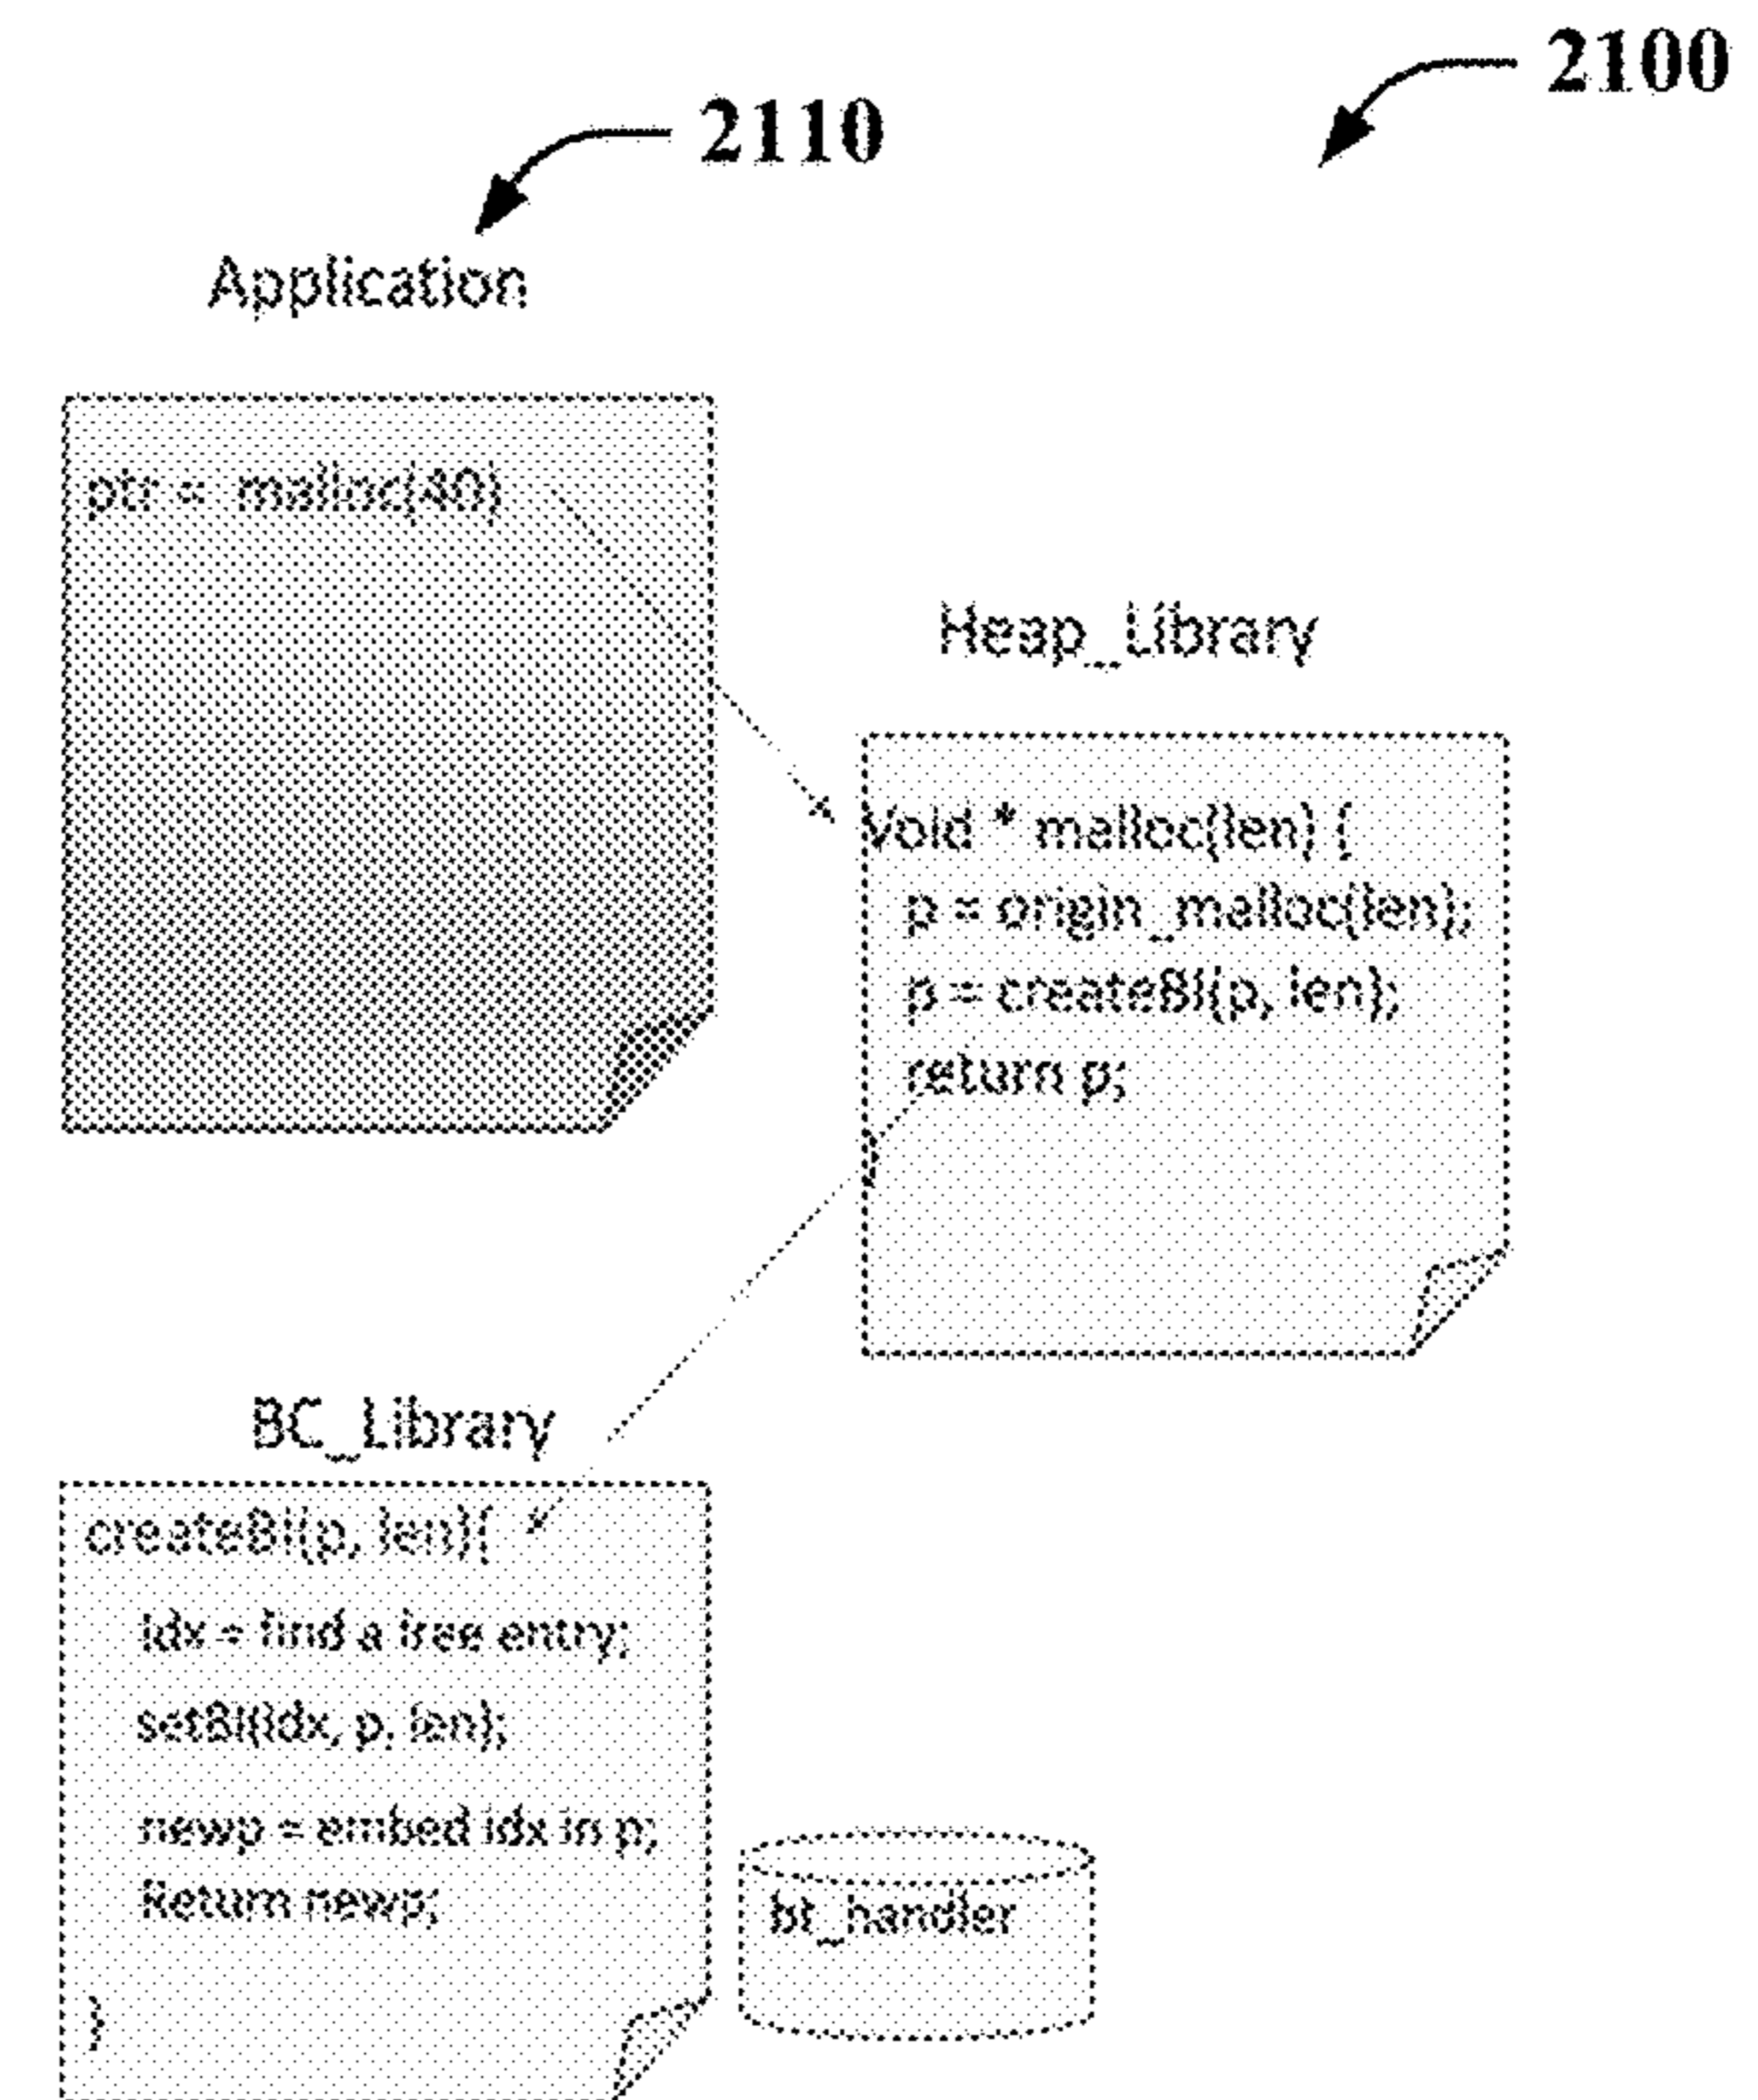 2100
2110
Application
ptr = malloc(40)
Heap_Library
Void * malloc(len) {
p = origin_malloc(len);
p = createBI(p, len);
return p;
}
BC_Library
createBI(p, len){
idx = find a free entry;
setBI(idx, p, len);
newp = embed idx in p;
Return newp;
}
bt_handler